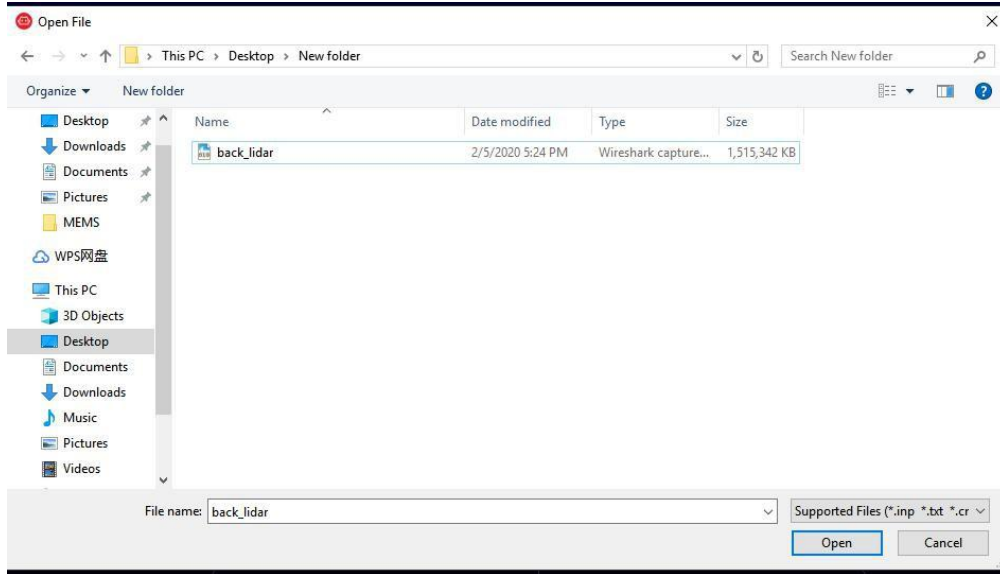 Open File
This PC > Desktop > New folder
Search New folder
Organize
New folder
Name Date modified Type Size
back_lidar 2/5/2020 5:24 PM Wireshark capture... 1,515,342 KB
Desktop
Downloads
Documents
Pictures
MEMS
WPS网盘
This PC
3D Objects
Desktop
Documents
Downloads
Music
Pictures
Videos
File name: back_lidar
Supported Files (*.inp *.txt *.cr
Open Cancel